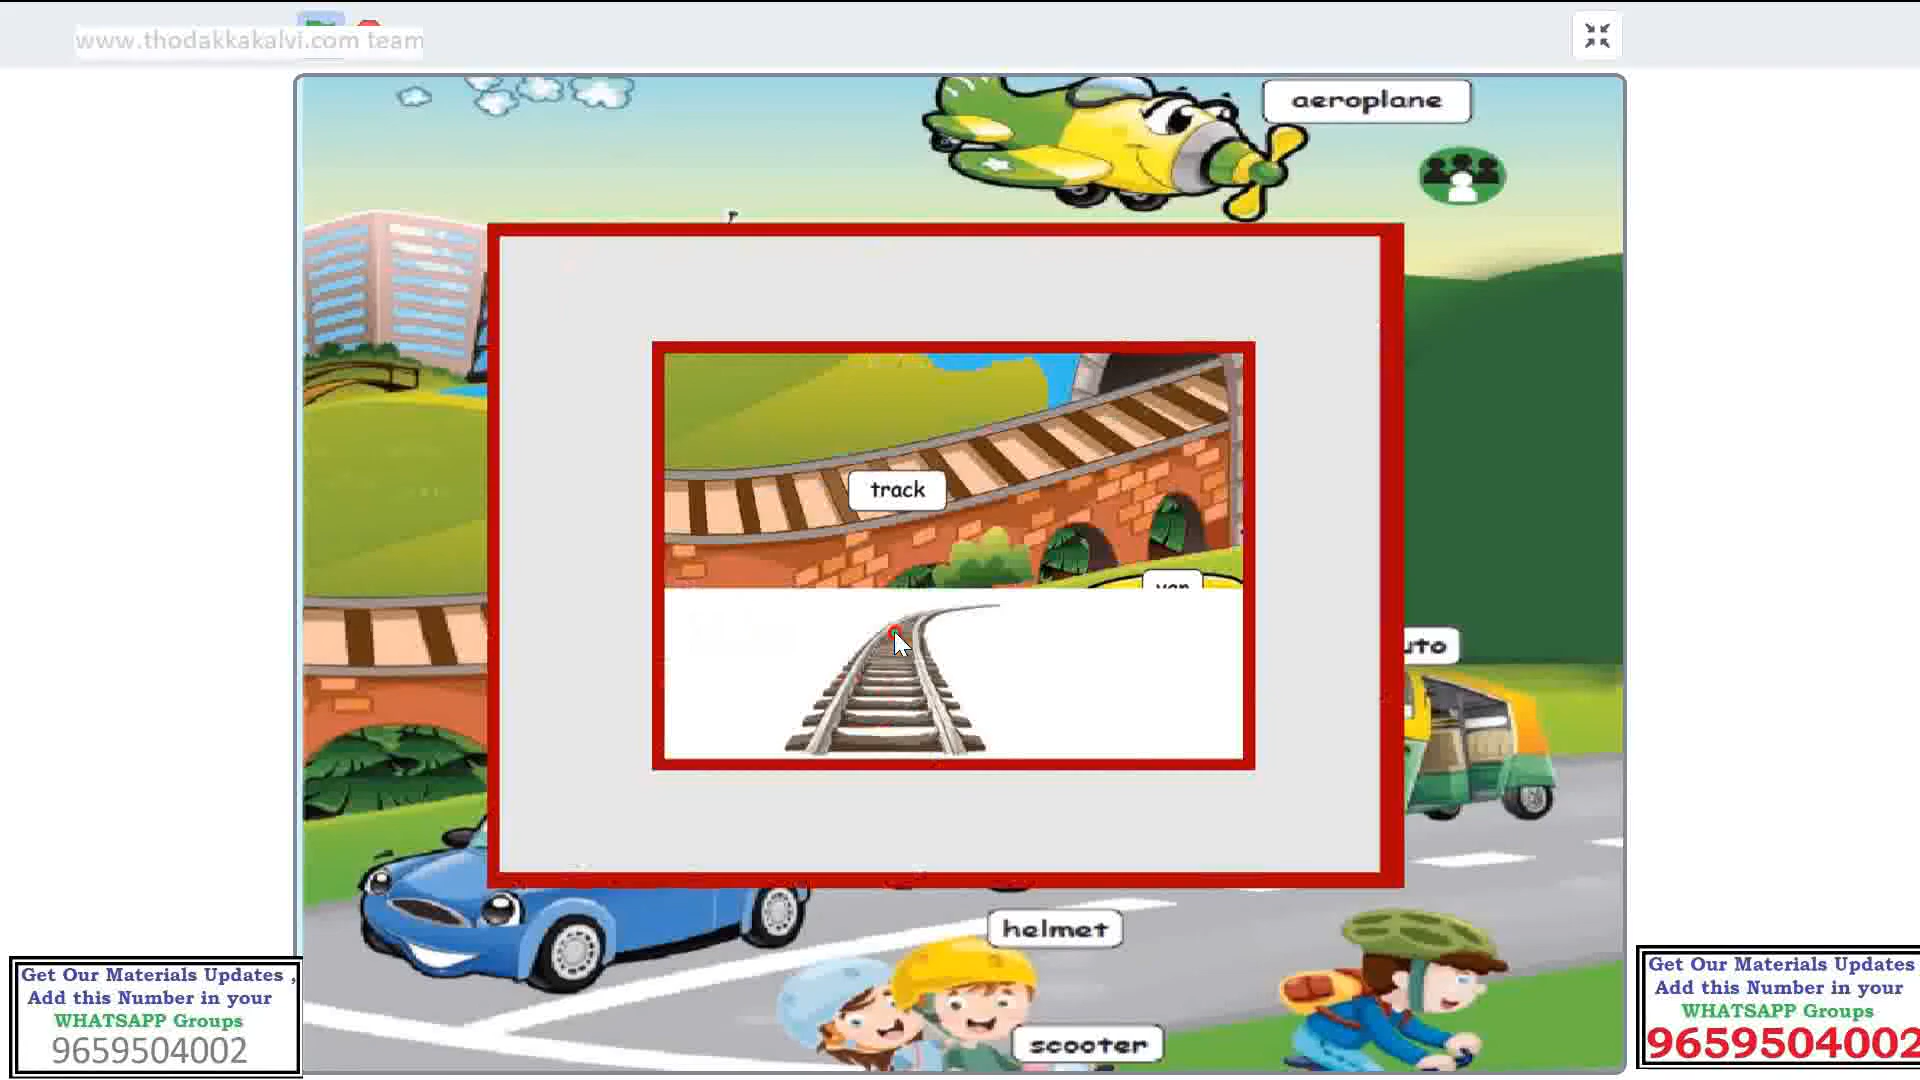 www.thodakkakalvi.com team
aeroplane
track
uto
helmet
scooter
Get Our Materials Updates ,
Add this Number in your
WHATSAPP Groups
9659504002
Get Our Materials Updates
Add this Number in your
WHATSAPP Groups
9659504002